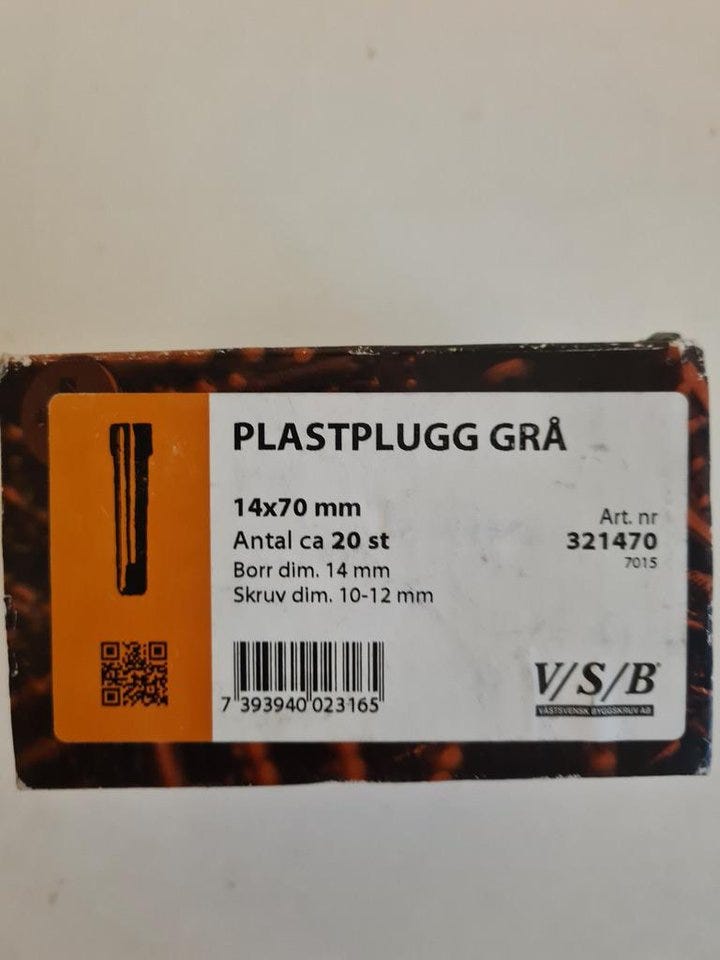 PLASTPLUGG GRÅ
14x70 mm
Antal ca 20 st
Borr dim. 14 mm
Skruv dim. 10-12 mm
Art. nr
321470
7015
7 393940 023165
V/S/B
VÄSTSVENSK BYGGSKRUV AB